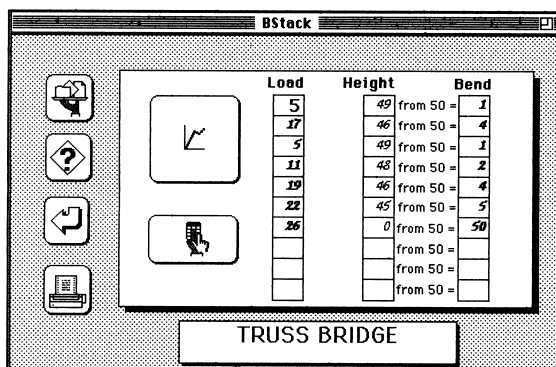 BStack
Load Height Bend
5 49 from 50 = 1
17 46 from 50 = 4
5 49 from 50 = 1
11 48 from 50 = 2
19 46 from 50 = 4
22 45 from 50 = 5
26 0 from 50 = 50
from 50 =
from 50 =
from 50 =
?
TRUSS BRIDGE